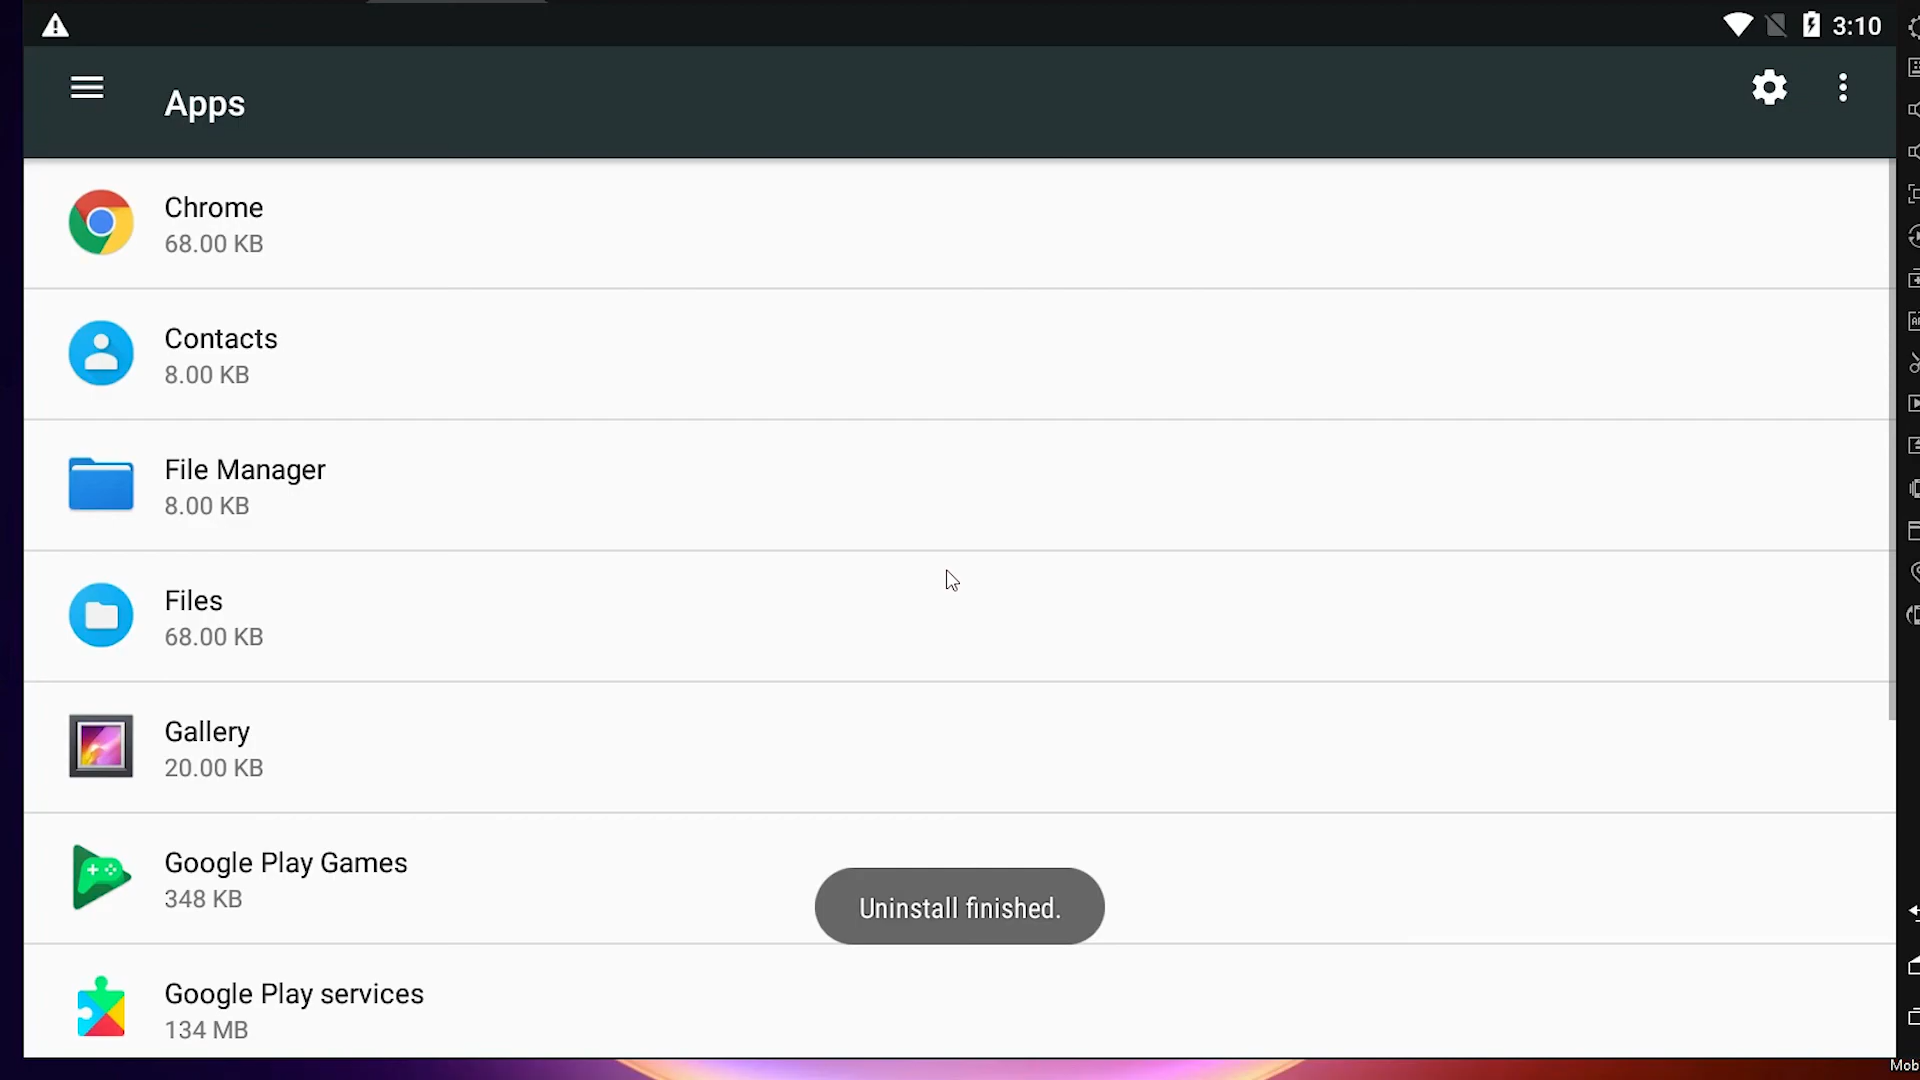 3:10
Apps
Chrome
68.00 KB
Contacts
8.00 KB
File Manager
8.00 KB
Files
68.00 KB
Gallery
20.00 KB
Google Play Games
348 KB
Uninstall finished.
Google Play services
134 MB
Mob